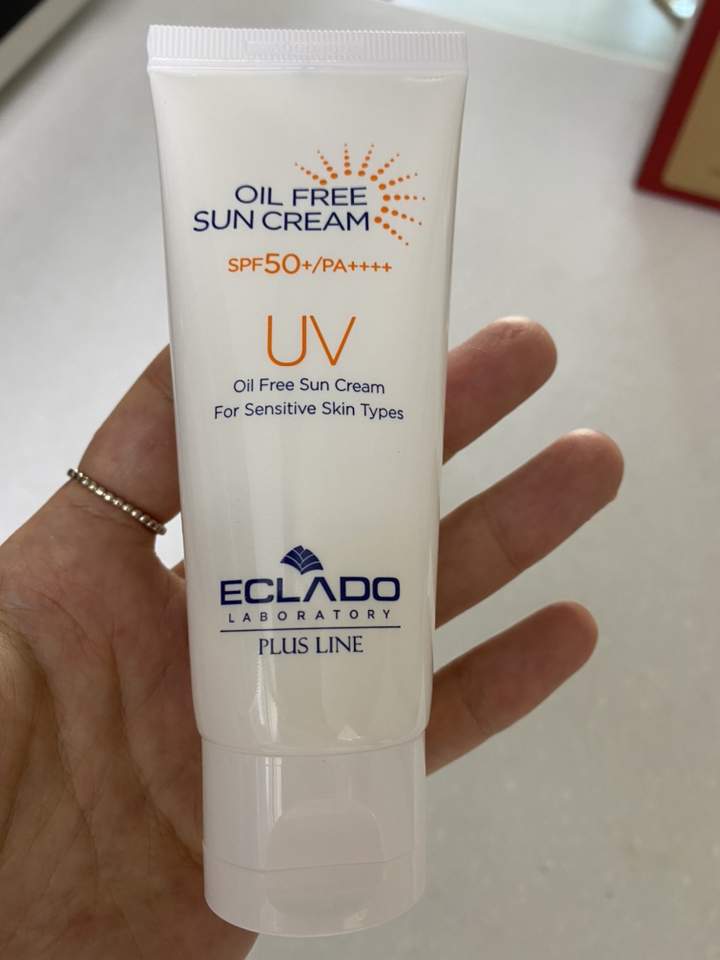 OIL FREE
SUN CREAM
SPF50+/PA++++
UV
Oil Free Sun Cream
For Sensitive Skin Types
ECLADO
LABORATORY
PLUS LINE